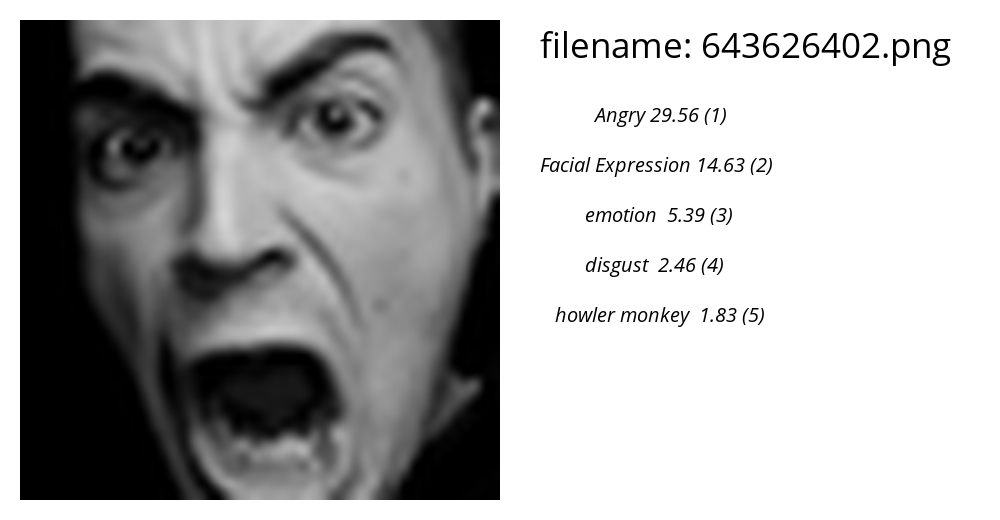 filename: 643626402.png
Angry 29.56 (1)
Facial Expression 14.63 (2)
emotion 5.39 (3)
disgust 2.46 (4)
howler monkey 1.83 (5)